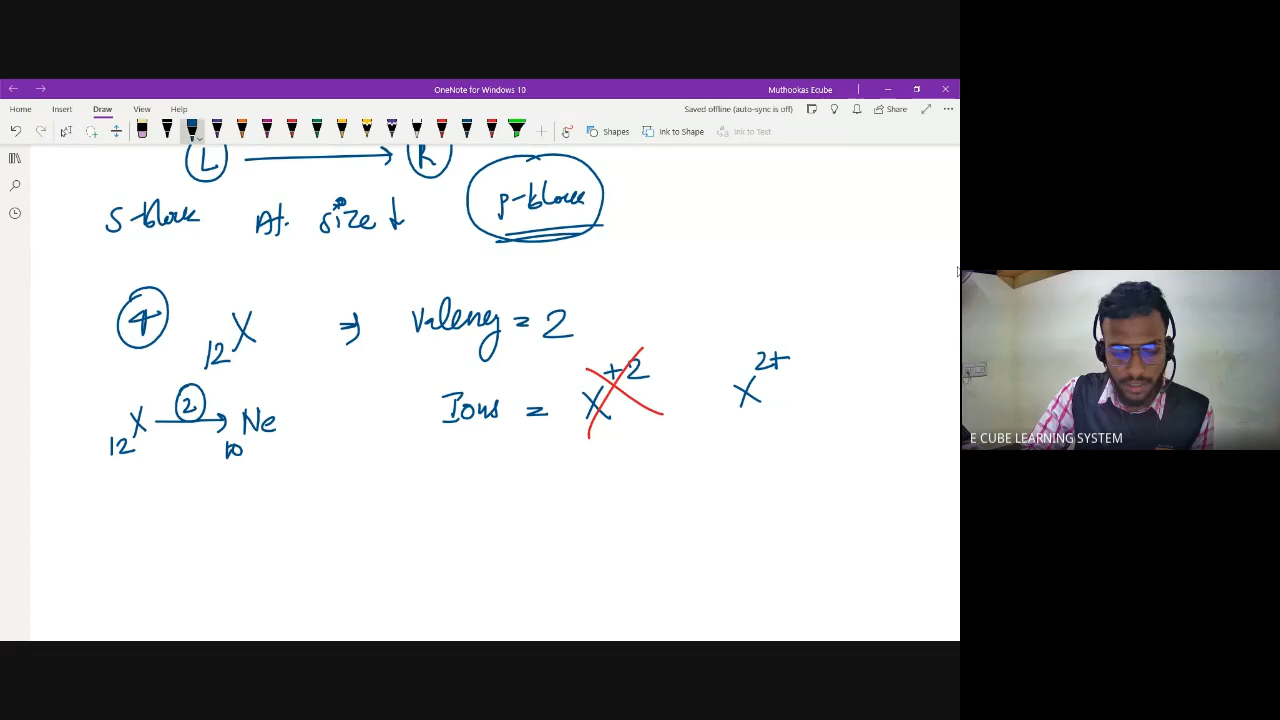 OneNote for Windows 10
Muthookas Ecube
Home Insert Draw View Help
Saved offline (auto-sync is off)
Share
Shapes
Ink to Shape
Ink to Text
L → R
S-block At. size ↓ p-block
4 12X ⇒ Valency = 2
12X 2→ 10Ne
Ions = X+2 X2+
E CUBE LEARNING SYSTEM